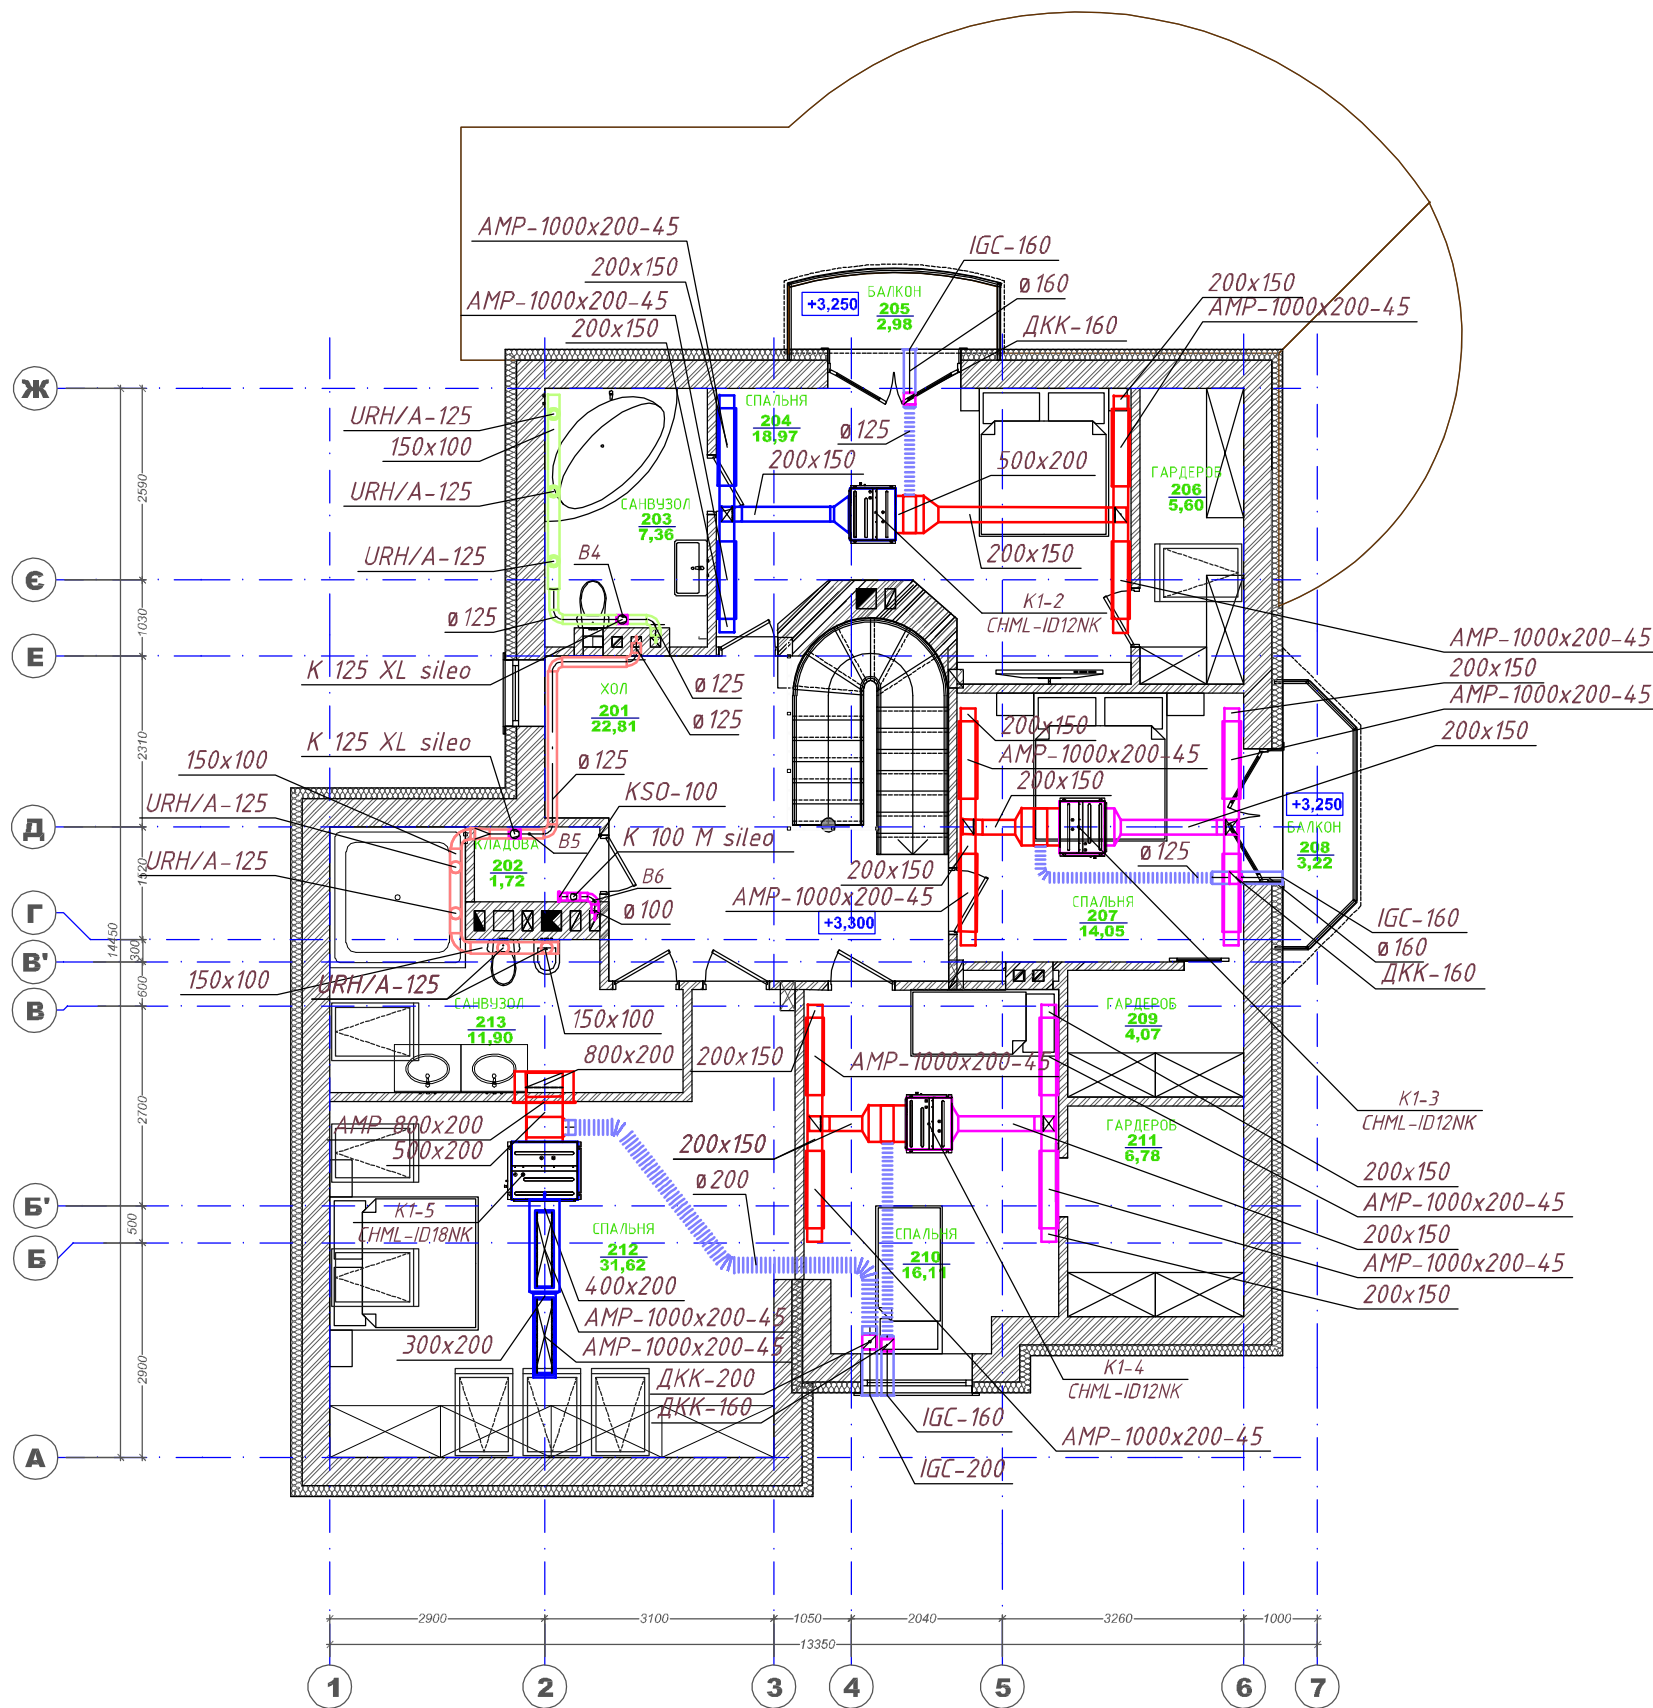 AMP-1000x200-45
200x150
AMP-1000x200-45
200x150
IGC-160
ø160
ДКК-160
200x150
AMP-1000x200-45
БАЛКОН
205
2,98
+3,250
Ж
URH/A-125
150x100
URH/A-125
URH/A-125
СПАЛЬНЯ
204
18,97
ø125
200x150
500x200
200x150
ГАРДЕРОБ
206
5,60
САНВУЗОЛ
203
7,36
В4
Є
ø125
K1-2
CHML-ID12NK
Е
K 125 XL sileo
ø125
ø125
ХОЛ
201
22,81
AMP-1000x200-45
200x150
AMP-1000x200-45
200x150
K 125 XL sileo
150x100
URH/A-125
URH/A-125
ø125
KSO-100
K 100 M sileo
200x150
AMP-1000x200-45
200x150
+3,250
БАЛКОН
208
3,22
Д
В5
КЛАДОВА
202
1,72
В6
ø100
200x150
AMP-1000x200-45
+3,300
ø125
СПАЛЬНЯ
207
14,05
IGC-160
ø160
ДКК-160
Г
В'
В
150x100
URH/A-125
САНВУЗОЛ
213
11,90
150x100
800x200
200x150
AMP-1000x200-45
ГАРДЕРОБ
209
4,07
K1-3
CHML-ID12NK
AMP-800x200
500x200
200x150
ø200
ГАРДЕРОБ
211
6,78
200x150
AMP-1000x200-45
200x150
AMP-1000x200-45
200x150
Б'
Б
K1-5
CHML-ID18NK
СПАЛЬНЯ
212
31,62
СПАЛЬНЯ
210
16,11
400x200
AMP-1000x200-45
AMP-1000x200-45
300x200
ДКК-200
ДКК-160
K1-4
CHML-ID12NK
IGC-160
AMP-1000x200-45
IGC-200
А
2590
1030
2310
1520
300
600
2700
500
2900
14450
2900
3100
1050
2040
3260
1000
13350
1
2
3
4
5
6
7